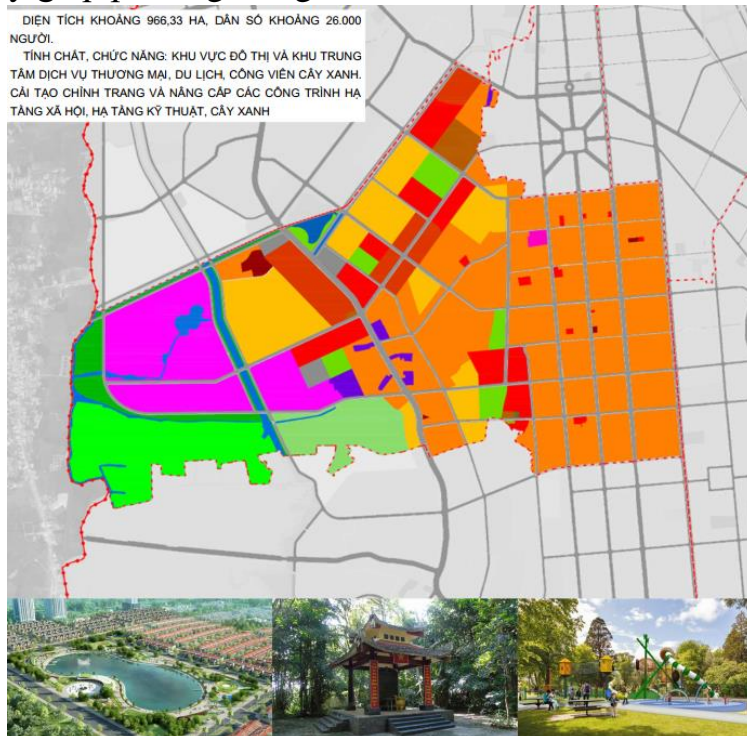 DIỆN TÍCH KHOẢNG 966,33 HA, DÂN SỐ KHOẢNG 26.000
NGƯỜI.
TÍNH CHẤT, CHỨC NĂNG: KHU VỰC ĐÔ THỊ VÀ KHU TRUNG
TÂM DỊCH VỤ THƯƠNG MẠI, DU LỊCH, CÔNG VIÊN CÂY XANH.
CẢI TẠO CHỈNH TRANG VÀ NÂNG CẤP CÁC CÔNG TRÌNH HẠ
TẦNG XÃ HỘI, HẠ TẦNG KỸ THUẬT, CÂY XANH